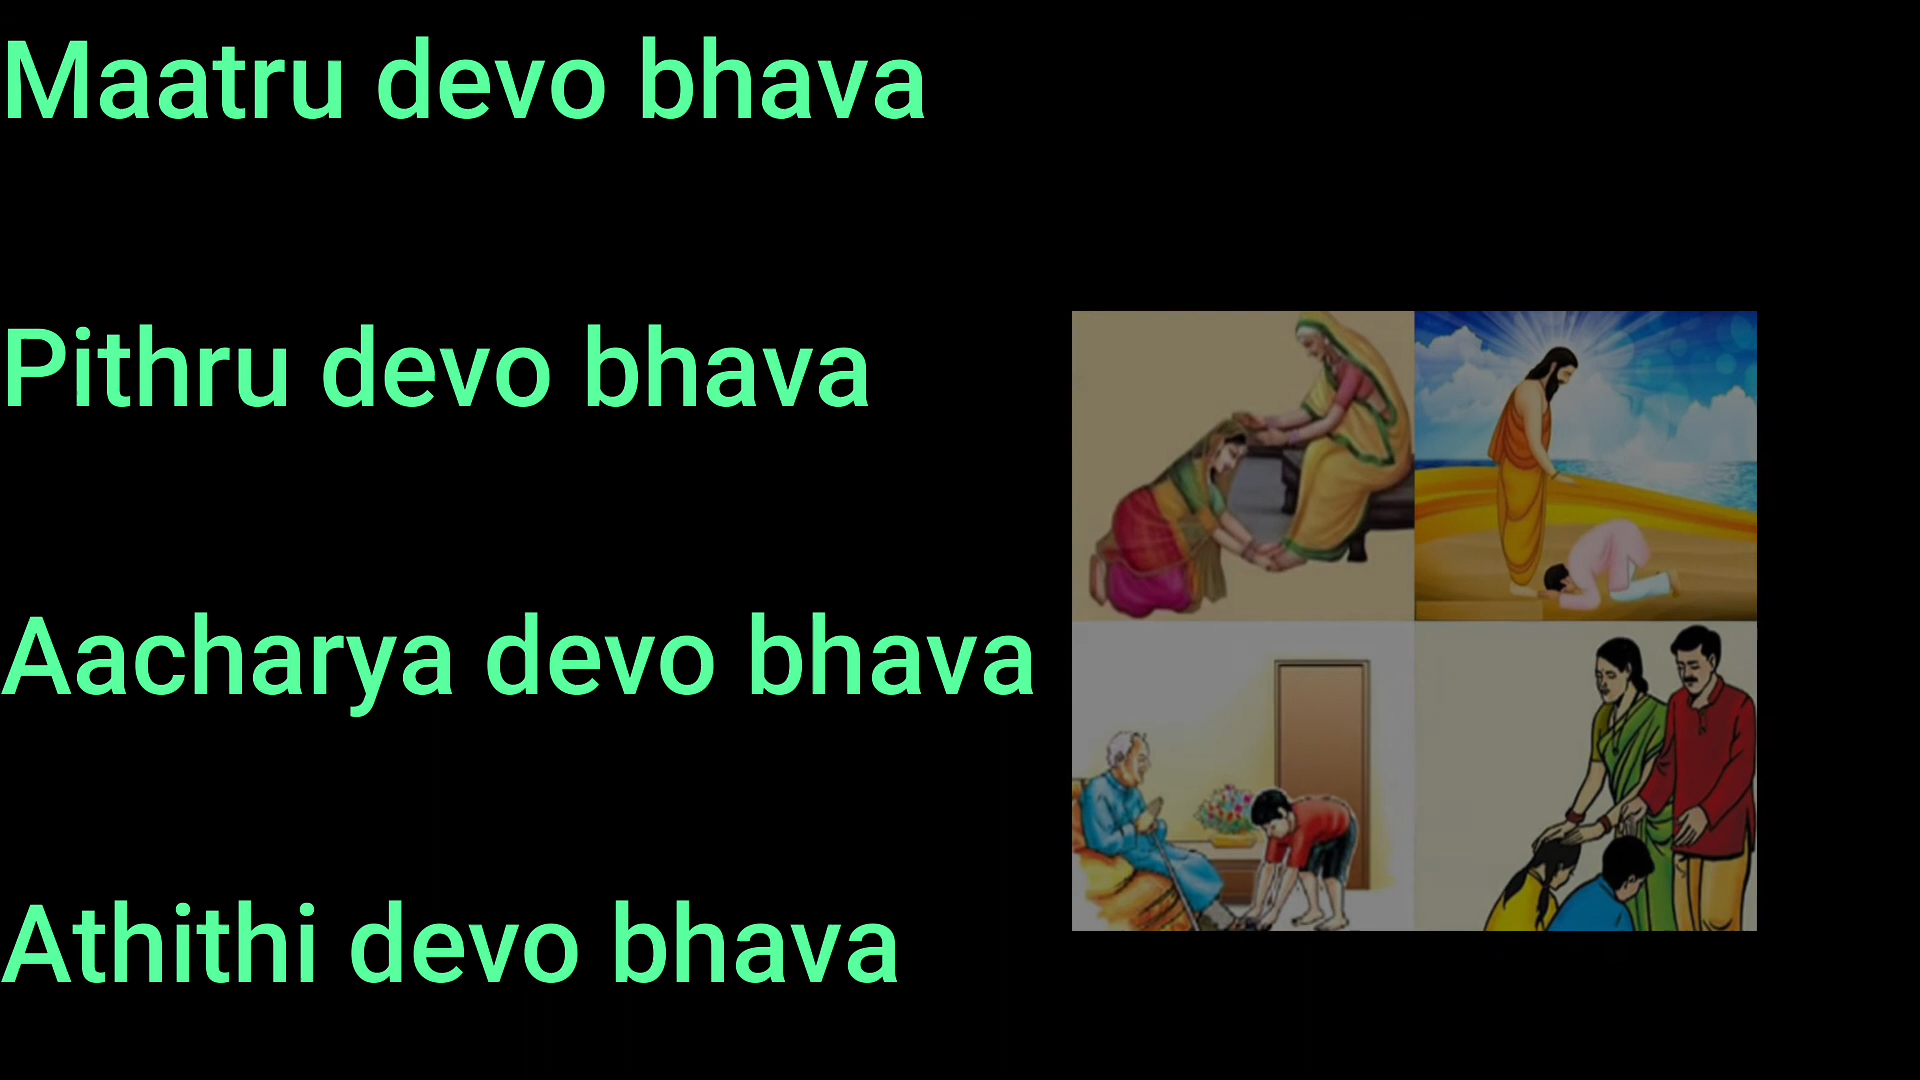 Maatru devo bhava
Pithru devo bhava
Aacharya devo bhava
Athithi devo bhava